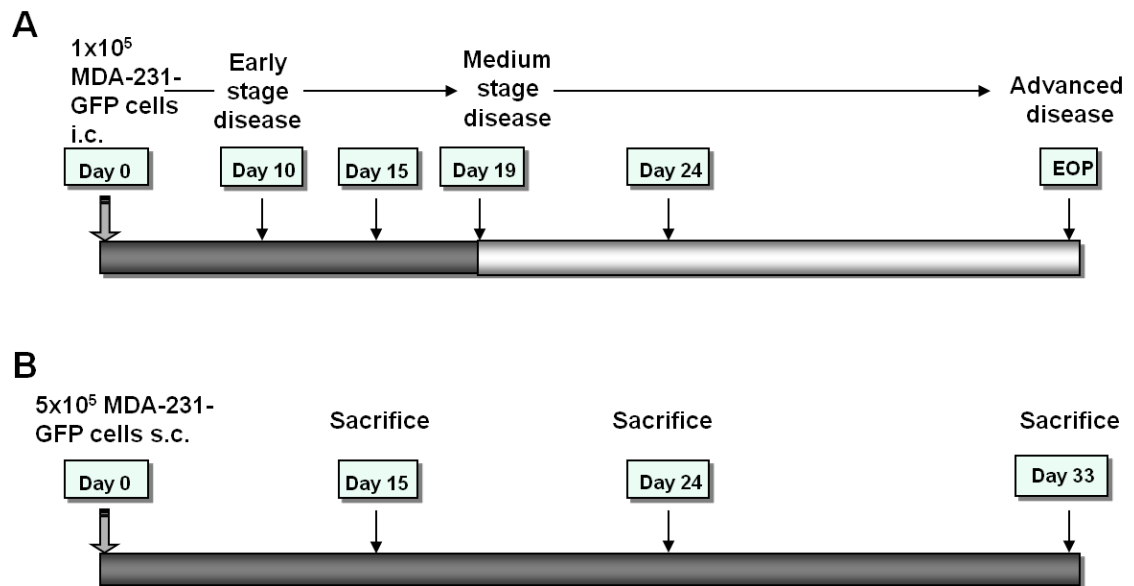 A
1x10⁵
MDA-231-
GFP cells
i.c.
Early
stage
disease
Medium
stage
disease
Advanced
disease
Day 0
Day 10
Day 15
Day 19
Day 24
EOP
B
5x10⁵ MDA-231-
GFP cells s.c.
Sacrifice
Sacrifice
Sacrifice
Day 0
Day 15
Day 24
Day 33